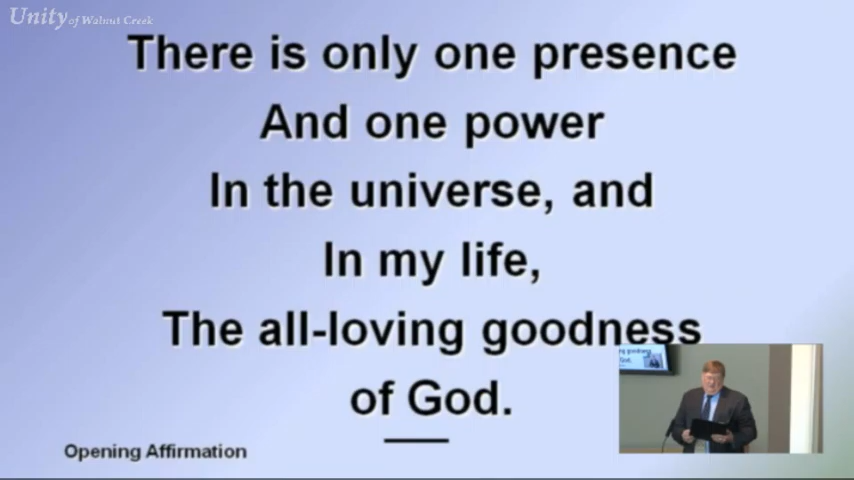 Unity of Walnut Creek
There is only one presence
And one power
In the universe, and
In my life,
The all-loving goodness
of God.
Opening Affirmation